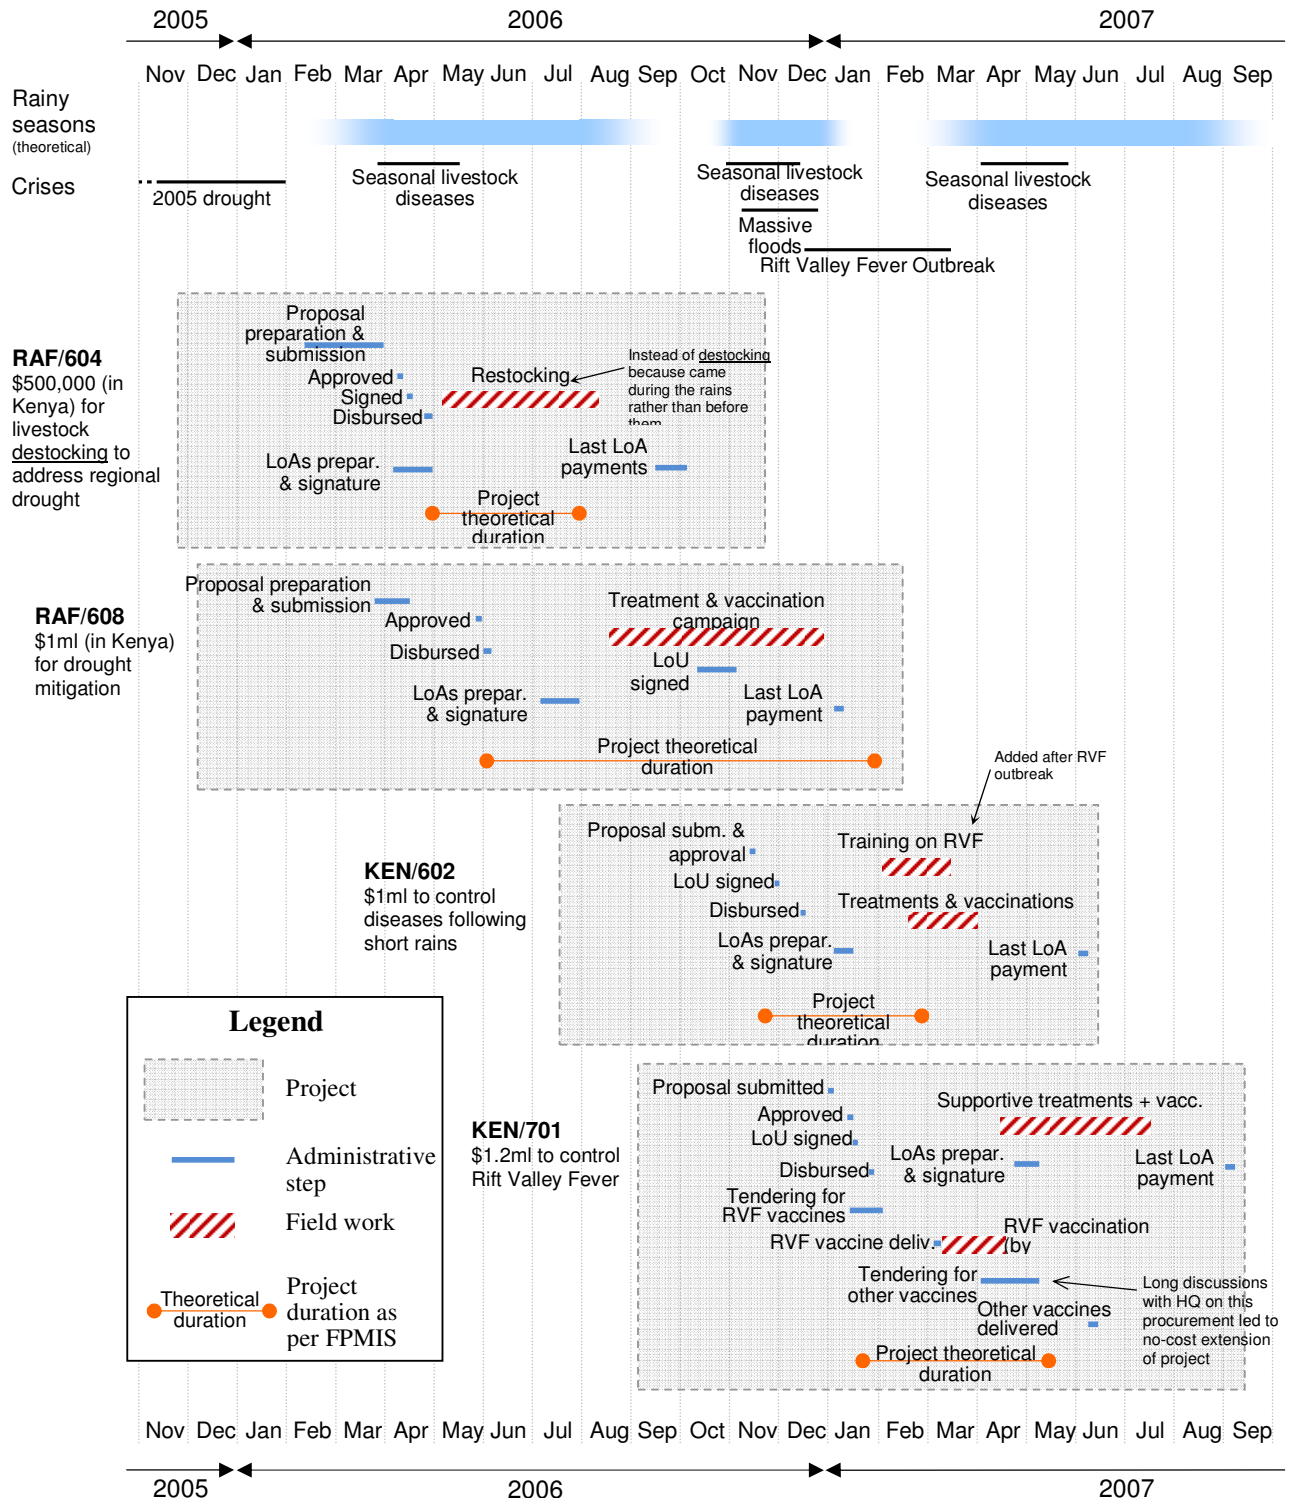 2005 2006 2007
Nov Dec Jan Feb Mar Apr May Jun Jul Aug Sep Oct Nov Dec Jan Feb Mar Apr May Jun Jul Aug Sep
Rainy
seasons
(theoretical)
Crises
2005 drought
Seasonal livestock
diseases
Seasonal livestock
diseases
Massive
floods
Rift Valley Fever Outbreak
Seasonal livestock
diseases
RAF/604
$500,000 (in
Kenya) for
livestock
destocking to
address regional
drought
Proposal
preparation &
submission
Approved
Signed
Disbursed
Restocking
Instead of destocking
because came
during the rains
rather than before
them
LoAs prepar.
& signature
Last LoA
payments
Project
theoretical
duration
RAF/608
$1ml (in Kenya)
for drought
mitigation
Proposal preparation
& submission
Approved
Disbursed
Treatment & vaccination
campaign
LoU
signed
LoAs prepar.
& signature
Last LoA
payment
Project theoretical
duration
Added after RVF
outbreak
KEN/602
$1ml to control
diseases following
short rains
Proposal subm. &
approval
LoU signed
Disbursed
LoAs prepar.
& signature
Training on RVF
Treatments & vaccinations
Last LoA
payment
Project
theoretical
duration
KEN/701
$1.2ml to control
Rift Valley Fever
Proposal submitted
Approved
LoU signed
Disbursed
Tendering for
RVF vaccines
RVF vaccine deliv.
Supportive treatments + vacc.
LoAs prepar.
& signature
Last LoA
payment
RVF vaccination
(by
Tendering for
other vaccines
Other vaccines
delivered
Long discussions
with HQ on this
procurement led to
no-cost extension
of project
Project theoretical
duration
Legend
Project
Administrative
step
Field work
Theoretical
duration
Project
duration as
per FPMIS
Nov Dec Jan Feb Mar Apr May Jun Jul Aug Sep Oct Nov Dec Jan Feb Mar Apr May Jun Jul Aug Sep
2005 2006 2007